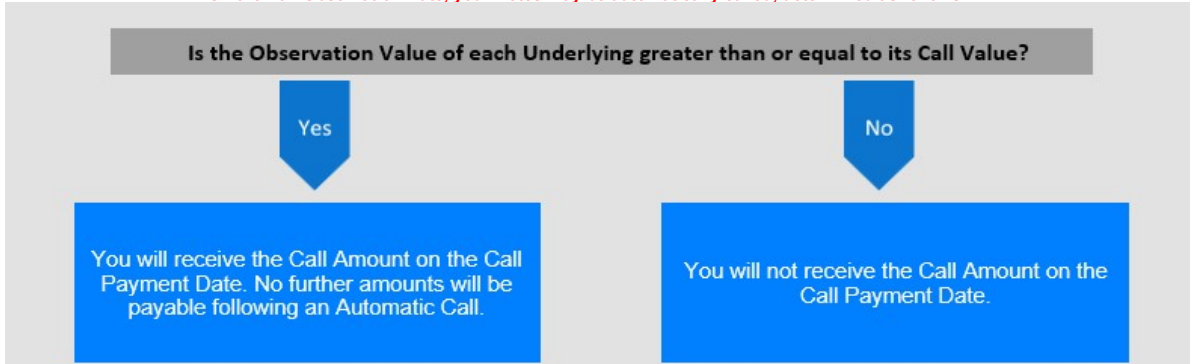 Is the Observation Value of each Underlying greater than or equal to its Call Value?
Yes
No
You will receive the Call Amount on the Call
Payment Date. No further amounts will be
payable following an Automatic Call.
You will not receive the Call Amount on the
Call Payment Date.